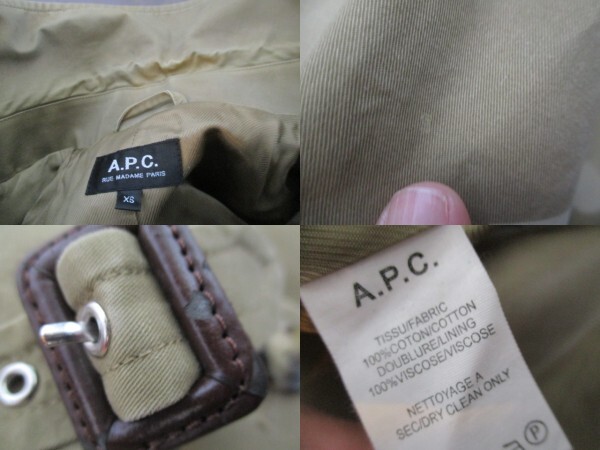 A.P.C.
RUE MADAME PARIS
XS
A.P.C.
TISSU/FABRIC
100%COTON/COTTON
DOUBLURE/LINING
100%VISCOSE/VISCOSE
NETTOYAGE A
SEC/DRY CLEAN ONLY
P